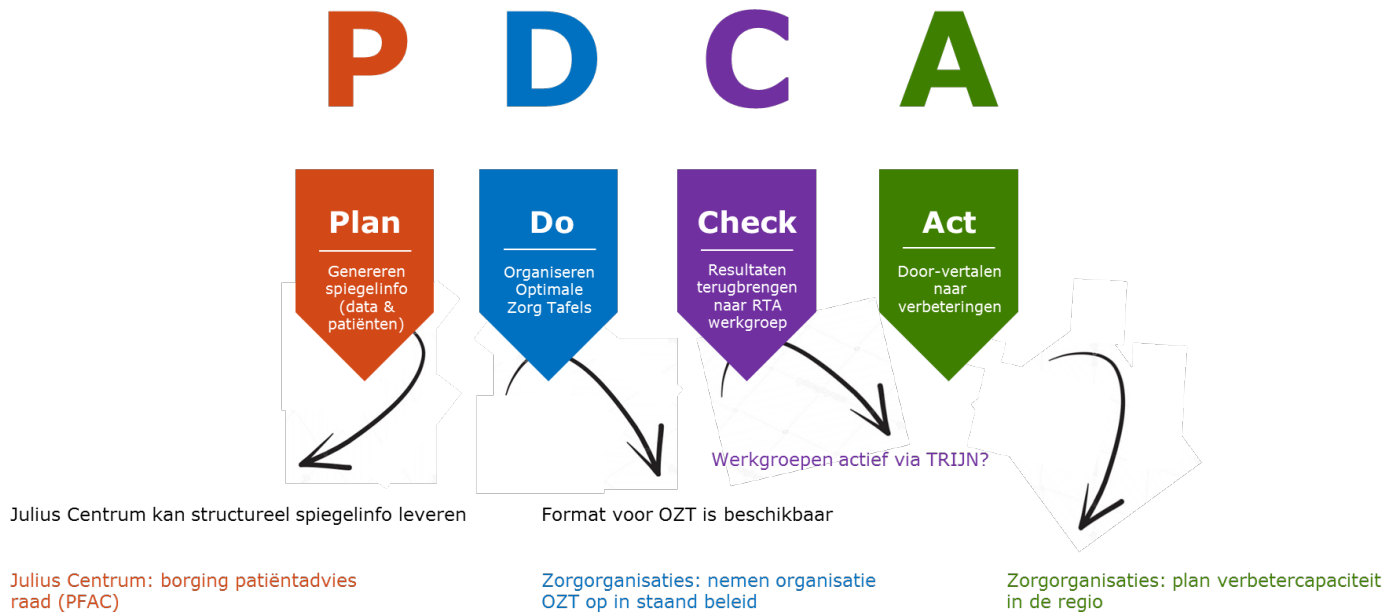 P D C A
Plan
Genereren
spiegelinfo
(data &
patiënten)
Do
Organiseren
Optimale
Zorg Tafels
Check
Resultaten
terugbrengen
naar RTA
werkgroep
Act
Door-vertalen
naar
verbeteringen
Werkgroepen actief via TRIJN?
Julius Centrum kan structureel spiegelinfo leveren
Format voor OZT is beschikbaar
Julius Centrum: borging patiëntadvies
raad (PFAC)
Zorgorganisaties: nemen organisatie
OZT op in staand beleid
Zorgorganisaties: plan verbetercapaciteit
in de regio